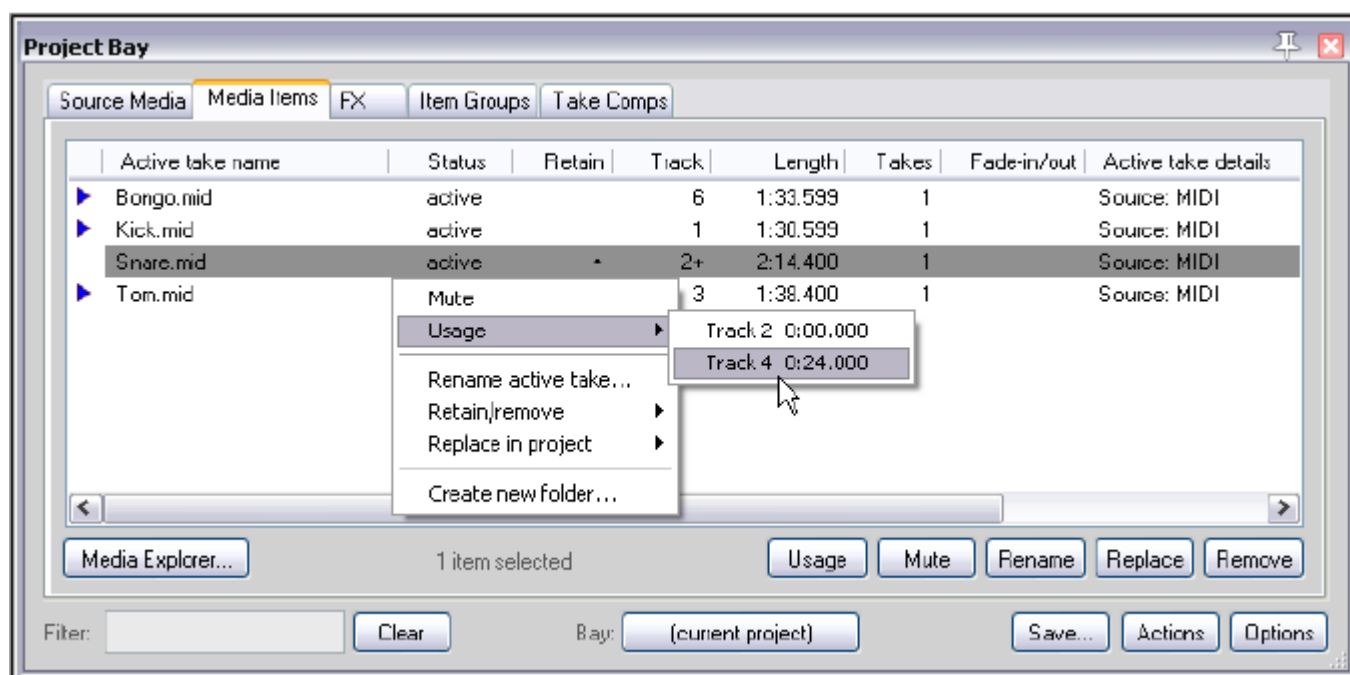 Project Bay
Source Media Media Items FX Item Groups Take Comps
Active take name Status Retain Track Length Takes Fade-in/out Active take details
Bongo.mid active 6 1:33.599 1 Source: MIDI
Kick.mid active 1 1:30.599 1 Source: MIDI
Snare.mid active 2+ 2:14.400 1 Source: MIDI
Tom.mid 3 1:38.400 1 Source: MIDI
Mute
Usage
Track 2 0:00.000
Track 4 0:24.000
Rename active take...
Retain/remove
Replace in project
Create new folder...
Media Explorer... 1 item selected Usage Mute Rename Replace Remove
Filter: Clear Bay: (current project) Save... Actions Options